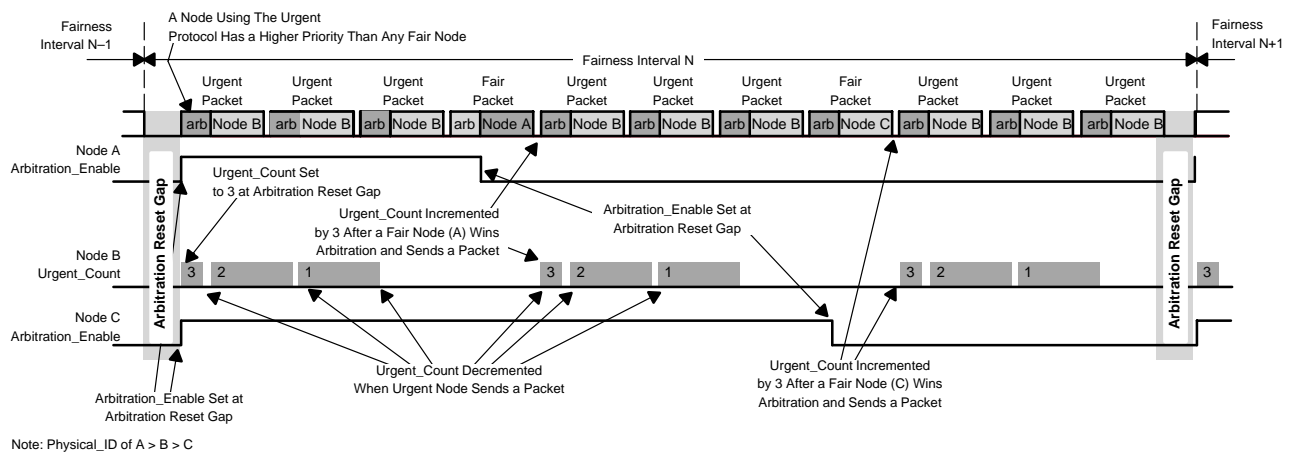 A Node Using The Urgent
Protocol Has a Higher Priority Than Any Fair Node
Fairness
Interval N–1
Fairness Interval N
Fairness
Interval N+1
Urgent
Packet
Urgent
Packet
Urgent
Packet
Fair
Packet
Urgent
Packet
Urgent
Packet
Urgent
Packet
Fair
Packet
Urgent
Packet
Urgent
Packet
Urgent
Packet
arb Node B arb Node B arb Node B arb Node A arb Node B arb Node B arb Node B arb Node C arb Node B arb Node B arb Node B
Node A
Arbitration_Enable
Arbitration Reset Gap
Urgent_Count Set
to 3 at Arbitration Reset Gap
Urgent_Count Incremented
by 3 After a Fair Node (A) Wins
Arbitration and Sends a Packet
Arbitration_Enable Set at
Arbitration Reset Gap
Arbitration Reset Gap
Node B
Urgent_Count
3 2 1 3 2 1 3 2 1 3
Node C
Arbitration_Enable
Urgent_Count Decremented
When Urgent Node Sends a Packet
Urgent_Count Incremented
by 3 After a Fair Node (C) Wins
Arbitration and Sends a Packet
Arbitration_Enable Set at
Arbitration Reset Gap
Note: Physical_ID of A > B > C